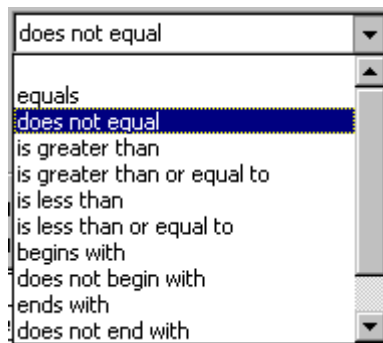 does not equal
equals
does not equal
is greater than
is greater than or equal to
is less than
is less than or equal to
begins with
does not begin with
ends with
does not end with